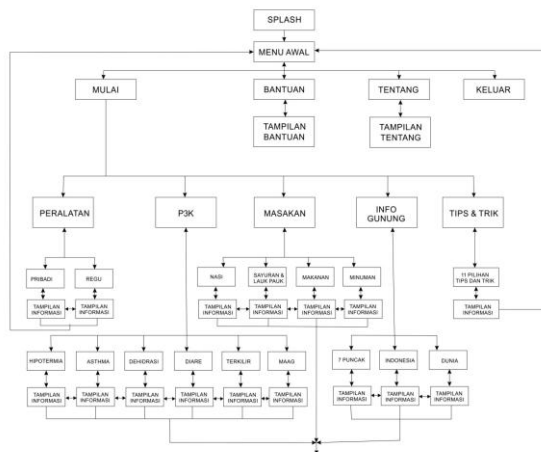 SPLASH
MENU AWAL
MULAI
BANTUAN
TENTANG
KELUAR
TAMPILAN
BANTUAN
TAMPILAN
TENTANG
PERALATAN
P3K
MASAKAN
INFO
GUNUNG
TIPS & TRIK
PRIBADI
REGU
NASI
SAYURAN &
LAUK PAUK
MAKANAN
MINUMAN
11 PILIHAN
TIPS DAN TRIK
TAMPILAN
INFORMASI
TAMPILAN
INFORMASI
TAMPILAN
INFORMASI
TAMPILAN
INFORMASI
TAMPILAN
INFORMASI
TAMPILAN
INFORMASI
TAMPILAN
INFORMASI
HIPOTERMIA
ASTHMA
DEHIDRASI
DIARE
TERKILIR
MAAG
7 PUNCAK
INDONESIA
DUNIA
TAMPILAN
INFORMASI
TAMPILAN
INFORMASI
TAMPILAN
INFORMASI
TAMPILAN
INFORMASI
TAMPILAN
INFORMASI
TAMPILAN
INFORMASI
TAMPILAN
INFORMASI
TAMPILAN
INFORMASI
TAMPILAN
INFORMASI